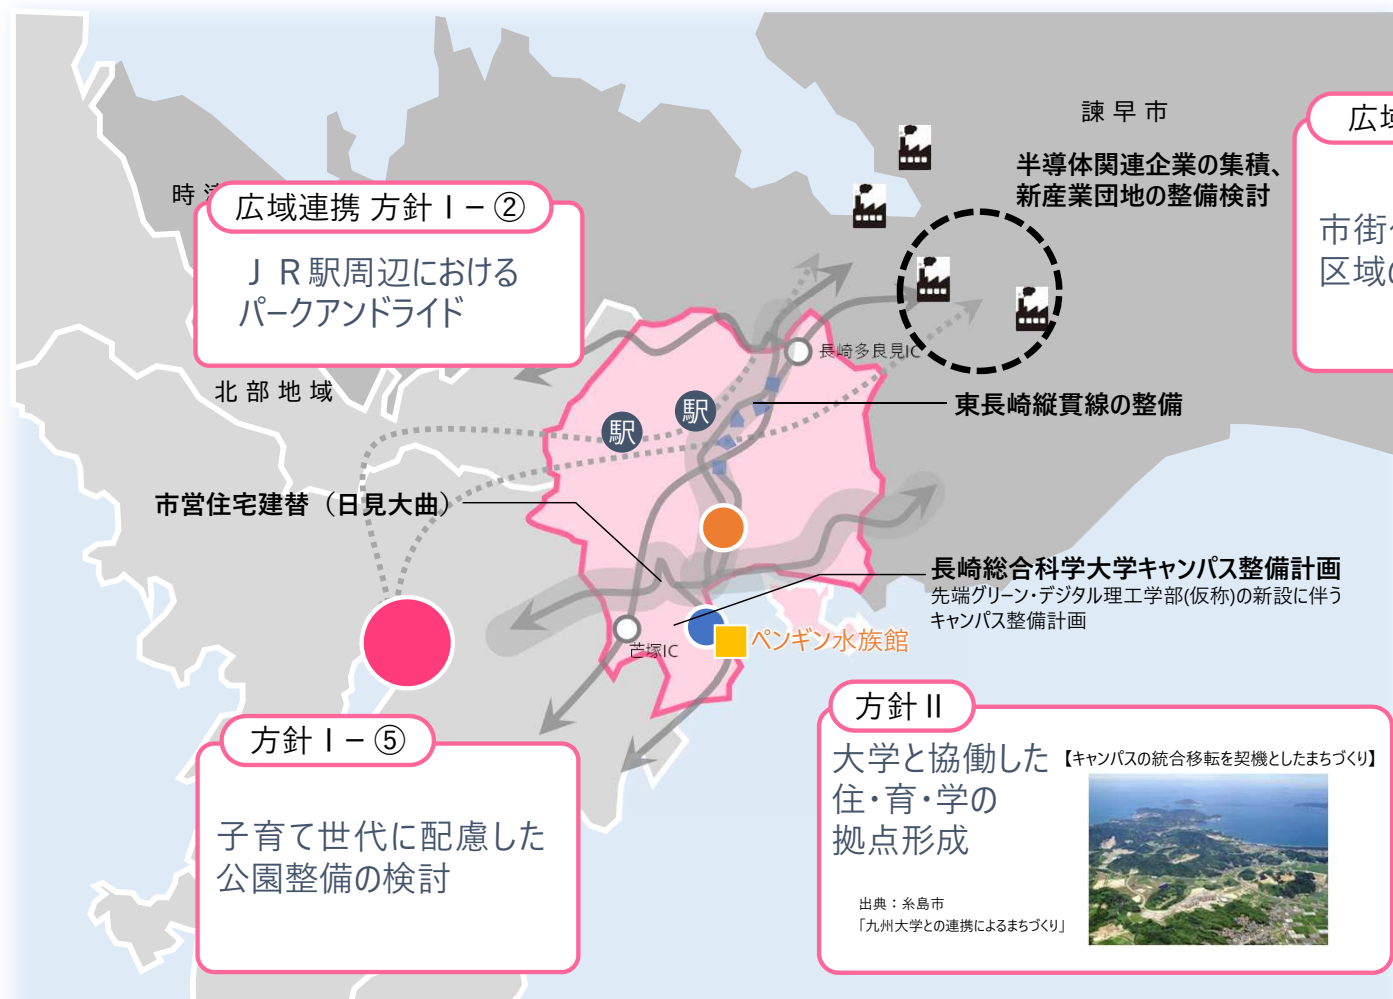 諫早市
半導体関連企業の集積、
新産業団地の整備検討
広域
市街化
区域の
時津
広域連携 方針Ⅰ－②
ＪＲ駅周辺における
パークアンドライド
北部地域
長崎多良見IC
東長崎縦貫線の整備
駅
駅
市営住宅建替（日見大曲）
長崎総合科学大学キャンパス整備計画
先端グリーン・デジタル理工学部(仮称)の新設に伴う
キャンパス整備計画
芒塚IC
ペンギン水族館
方針Ⅰ－⑤
子育て世代に配慮した
公園整備の検討
方針Ⅱ
大学と協働した
住・育・学の
拠点形成
【キャンパスの統合移転を契機としたまちづくり】
出典：糸島市
「九州大学との連携によるまちづくり」